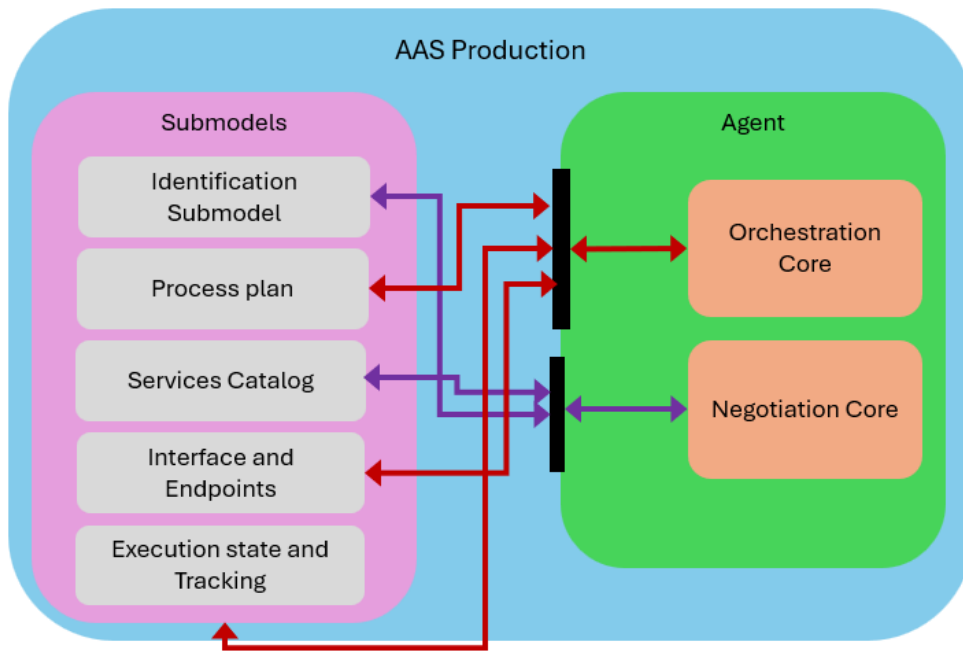 AAS Production
Submodels
Identification
Submodel
Process plan
Services Catalog
Interface and
Endpoints
Execution state and
Tracking
Agent
Orchestration
Core
Negotiation Core